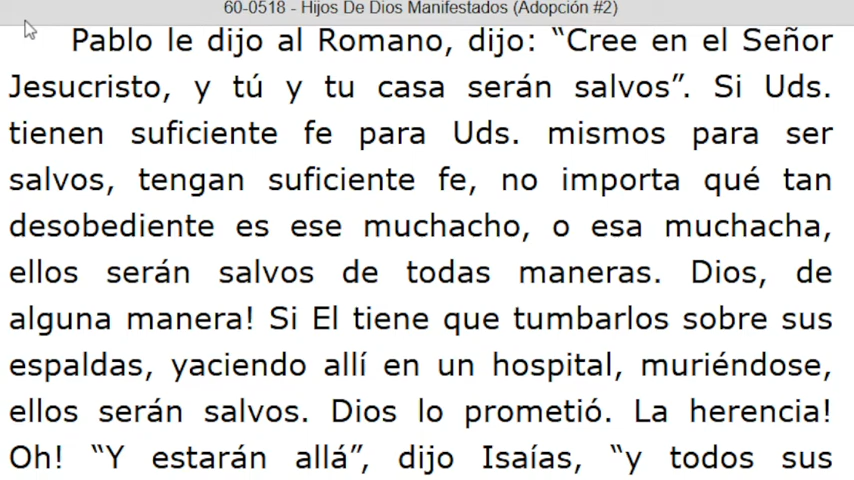 60-0518 - Hijos De Dios Manifestados (Adopción #2)
Pablo le dijo al Romano, dijo: “Cree en el Señor
Jesucristo, y tú y tu casa serán salvos”. Si Uds.
tienen suficiente fe para Uds. mismos para ser
salvos, tengan suficiente fe, no importa qué tan
desobediente es ese muchacho, o esa muchacha,
ellos serán salvos de todas maneras. Dios, de
alguna manera! Si El tiene que tumbarlos sobre sus
espaldas, yaciendo allí en un hospital, muriéndose,
ellos serán salvos. Dios lo prometió. La herencia!
Oh! “Y estarán allá”, dijo Isaías, “y todos sus